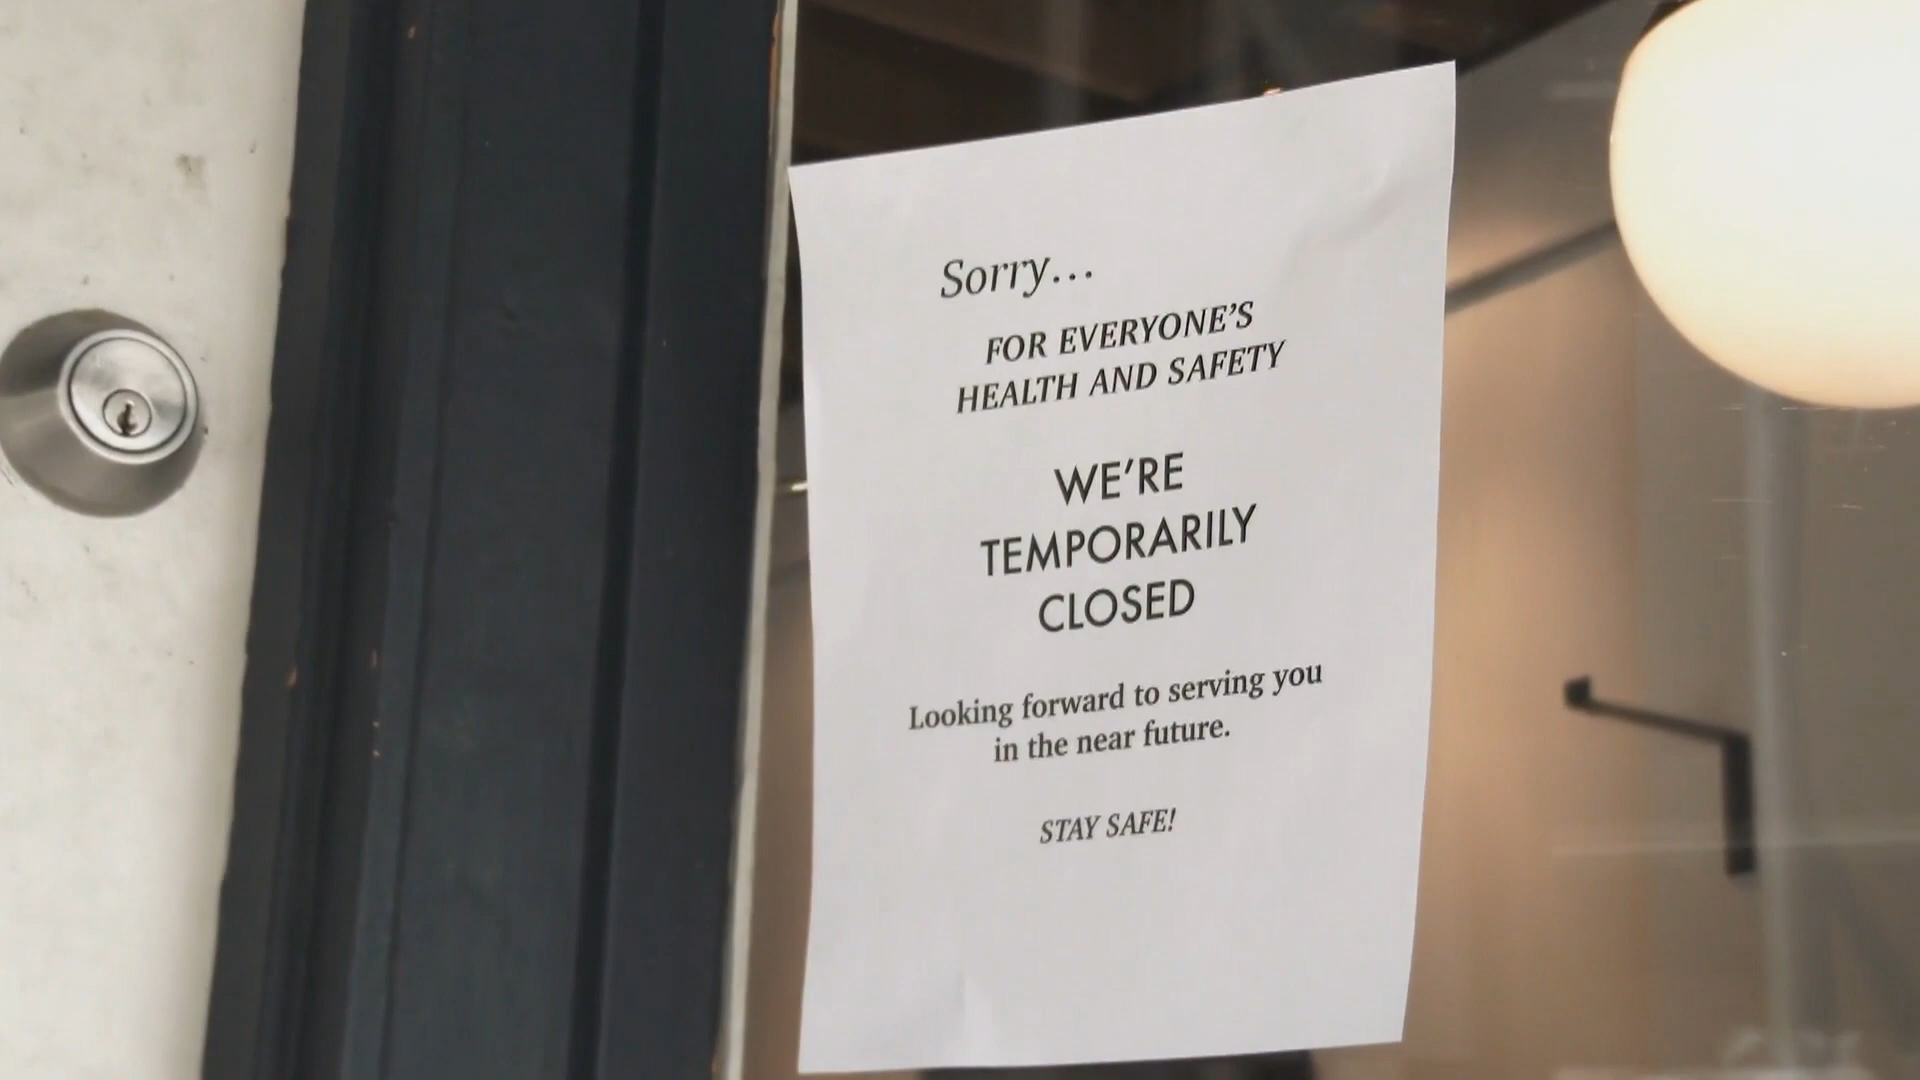 Sorry...
FOR EVERYONE'S
HEALTH AND SAFETY
WE'RE
TEMPORARILY
CLOSED
Looking forward to serving you
in the near future.
STAY SAFE!